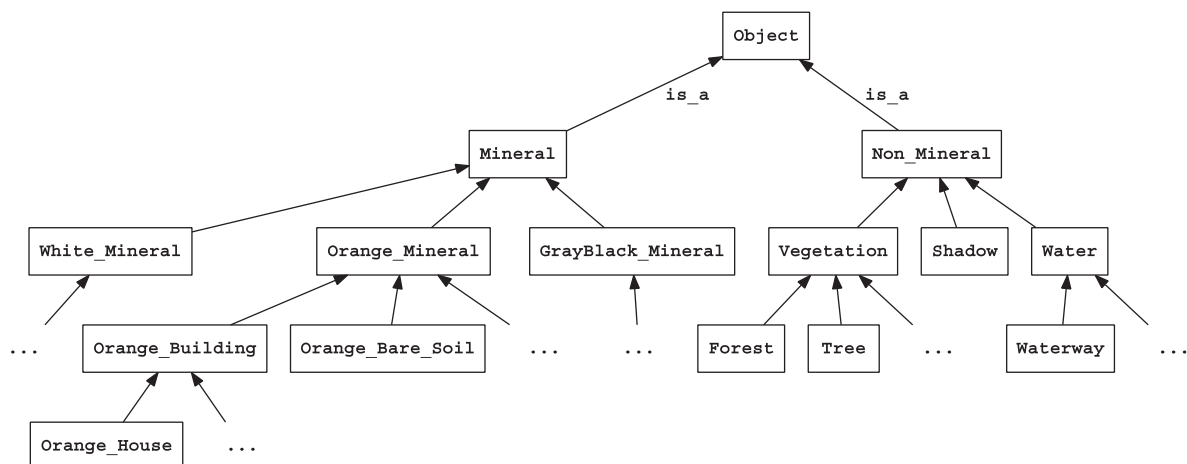 Object
is_a is_a
Mineral Non_Mineral
White_Mineral Orange_Mineral GrayBlack_Mineral Vegetation Shadow Water
... Orange_Building Orange_Bare_Soil ... ... Forest Tree ... Waterway ...
Orange_House ...